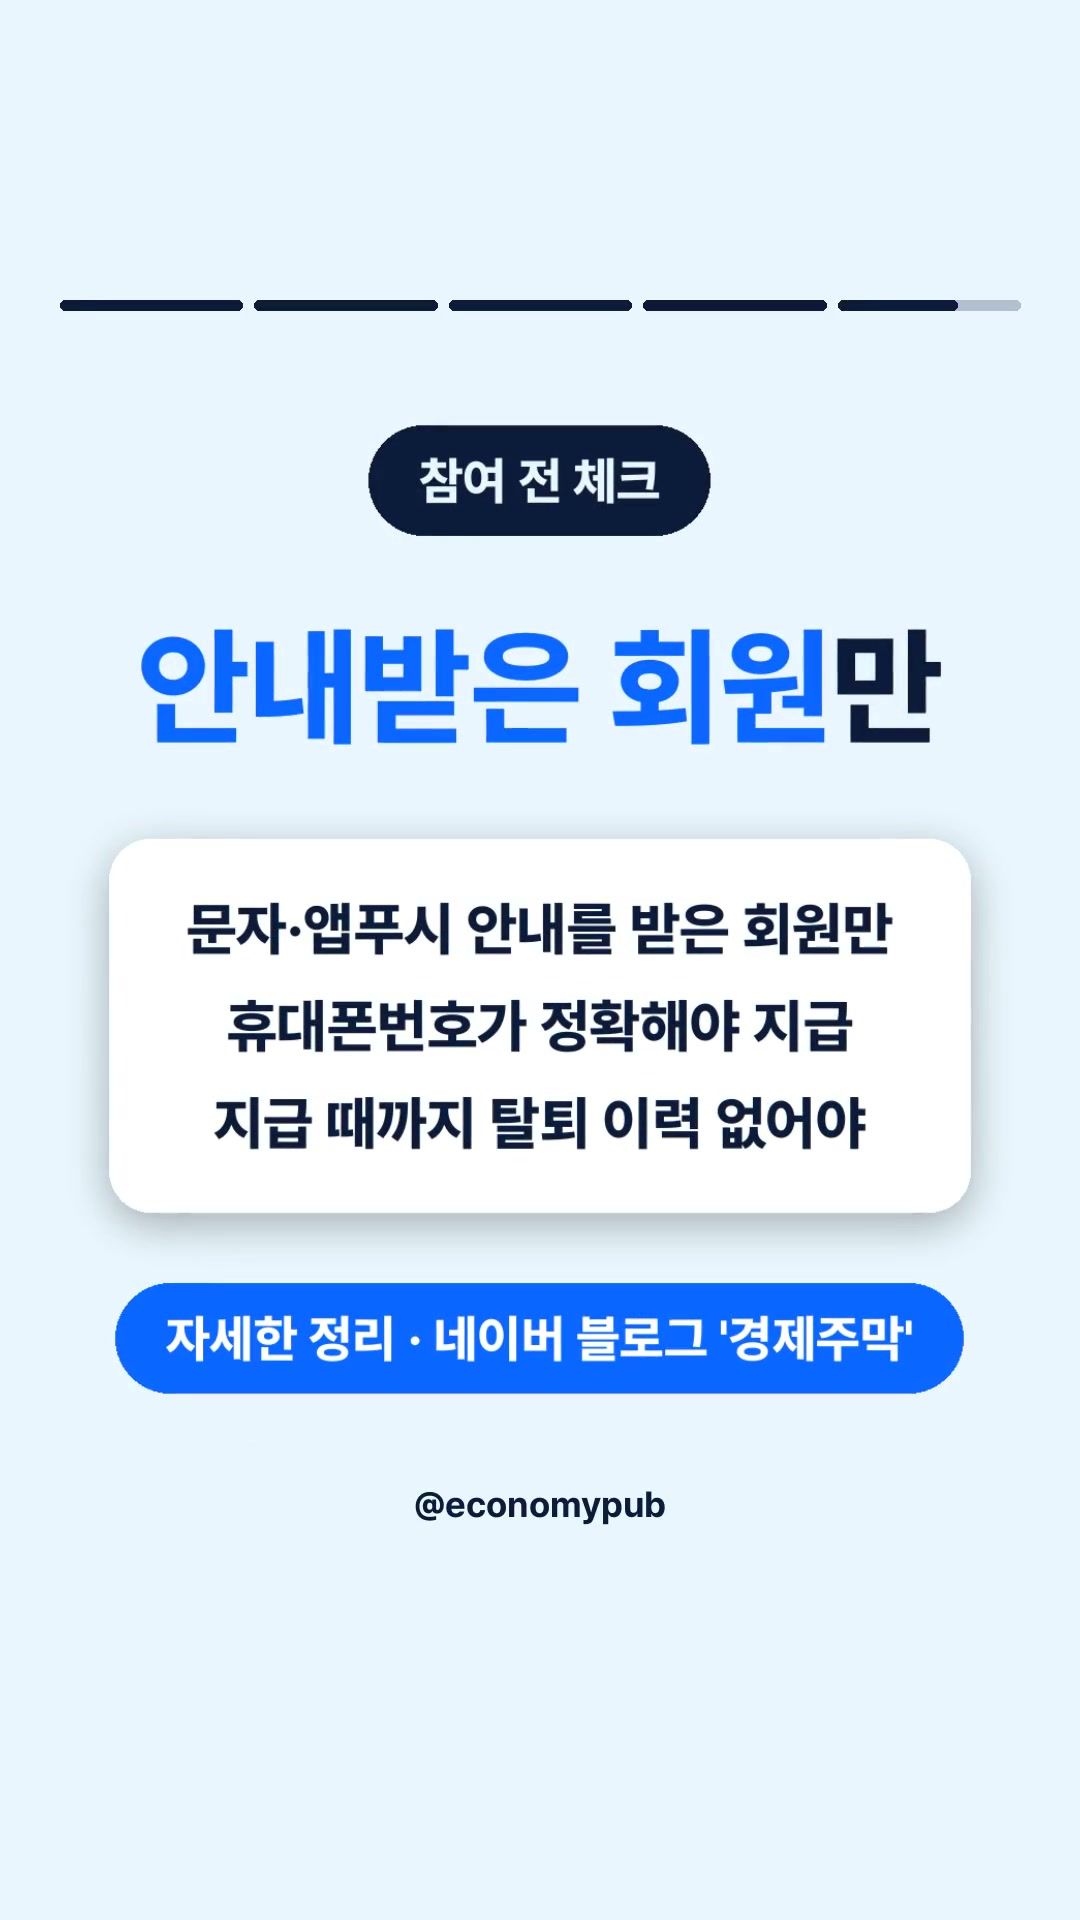 참여 전 체크
안내받은 회원만
문자·앱푸시 안내를 받은 회원만
휴대폰번호가 정확해야 지급
지급 때까지 탈퇴 이력 없어야
자세한 정리 · 네이버 블로그 '경제주막'
@economypub